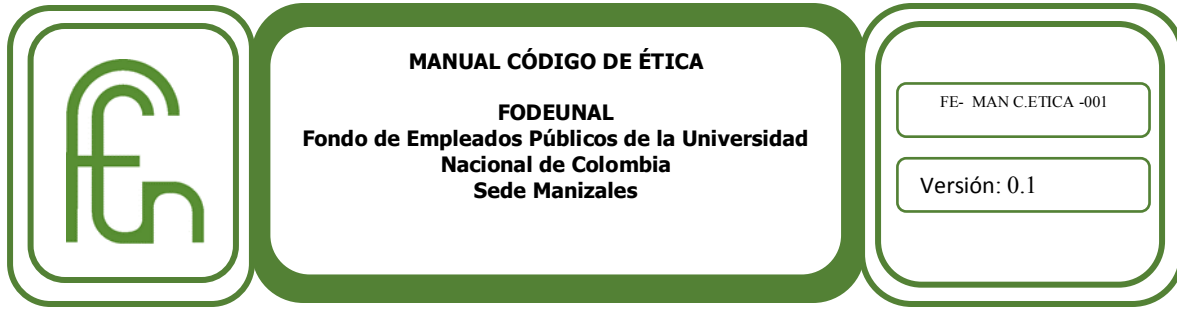 MANUAL CÓDIGO DE ÉTICA
FODEUNAL
Fondo de Empleados Públicos de la Universidad
Nacional de Colombia
Sede Manizales
FE- MAN C.ETICA -001
Versión: 0.1